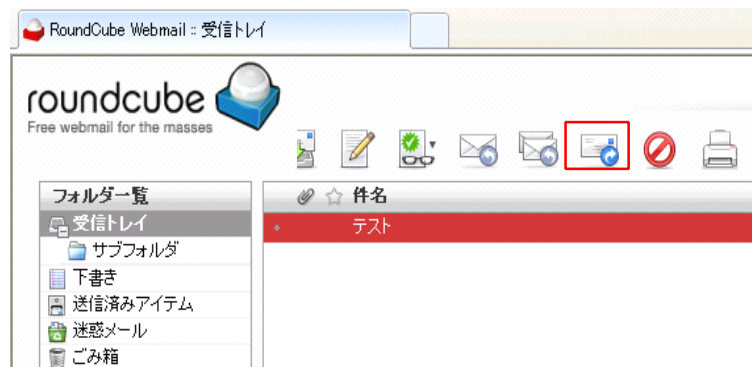 RoundCube Webmail :: 受信トレイ
roundcube
Free webmail for the masses
フォルダ一覧
件名
受信トレイ
テスト
サブフォルダ
下書き
送信済みアイテム
迷惑メール
ごみ箱